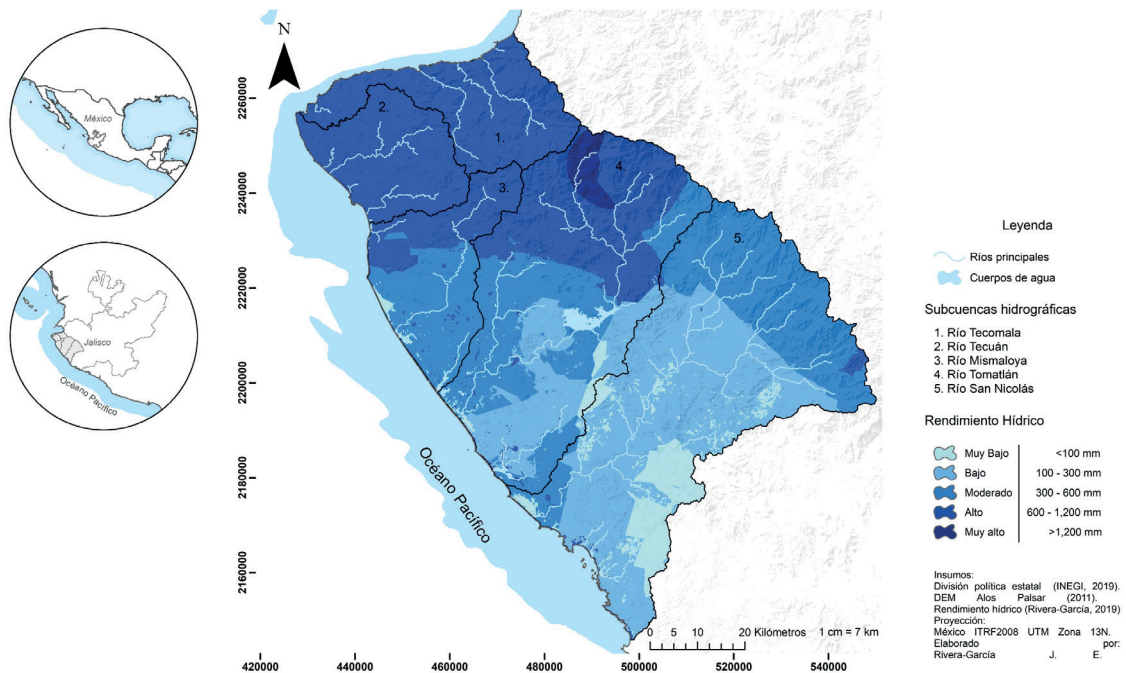 México
Jalisco
Océano Pacífico
N
2260000
2240000
2220000
2200000
2180000
2160000
420000
440000
460000
480000
500000
520000
540000
1.
2.
3.
4.
5.
Océano Pacífico
0 5 10 20 Kilómetros 1 cm = 7 km
Leyenda
Ríos principales
Cuerpos de agua
Subcuencas hidrográficas
1. Río Tecomala
2. Río Tecuán
3. Río Mismaloya
4. Río Tomatlán
5. Río San Nicolás
Rendimiento Hídrico
Muy Bajo <100 mm
Bajo 100 - 300 mm
Moderado 300 - 600 mm
Alto 600 - 1,200 mm
Muy alto >1,200 mm
Insumos:
División política estatal (INEGI, 2019).
DEM Alos Palsar (2011).
Rendimiento hídrico (Rivera-García, 2019)
Proyección:
México ITRF2008 UTM Zona 13N.
Elaborado por:
Rivera-García J. E.